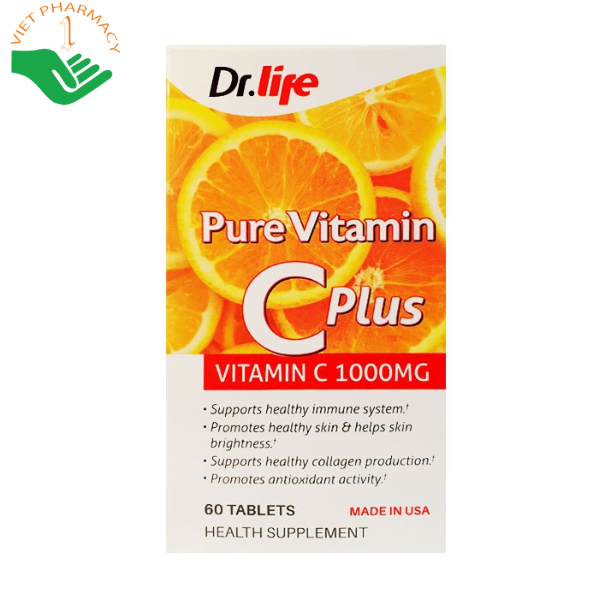 VIET PHARMACY
1
Dr.life
Pure Vitamin
C Plus
VITAMIN C 1000MG
• Supports healthy immune system.†
• Promotes healthy skin & helps skin
brightness.†
• Supports healthy collagen production.†
• Promotes antioxidant activity.†
60 TABLETS MADE IN USA
HEALTH SUPPLEMENT